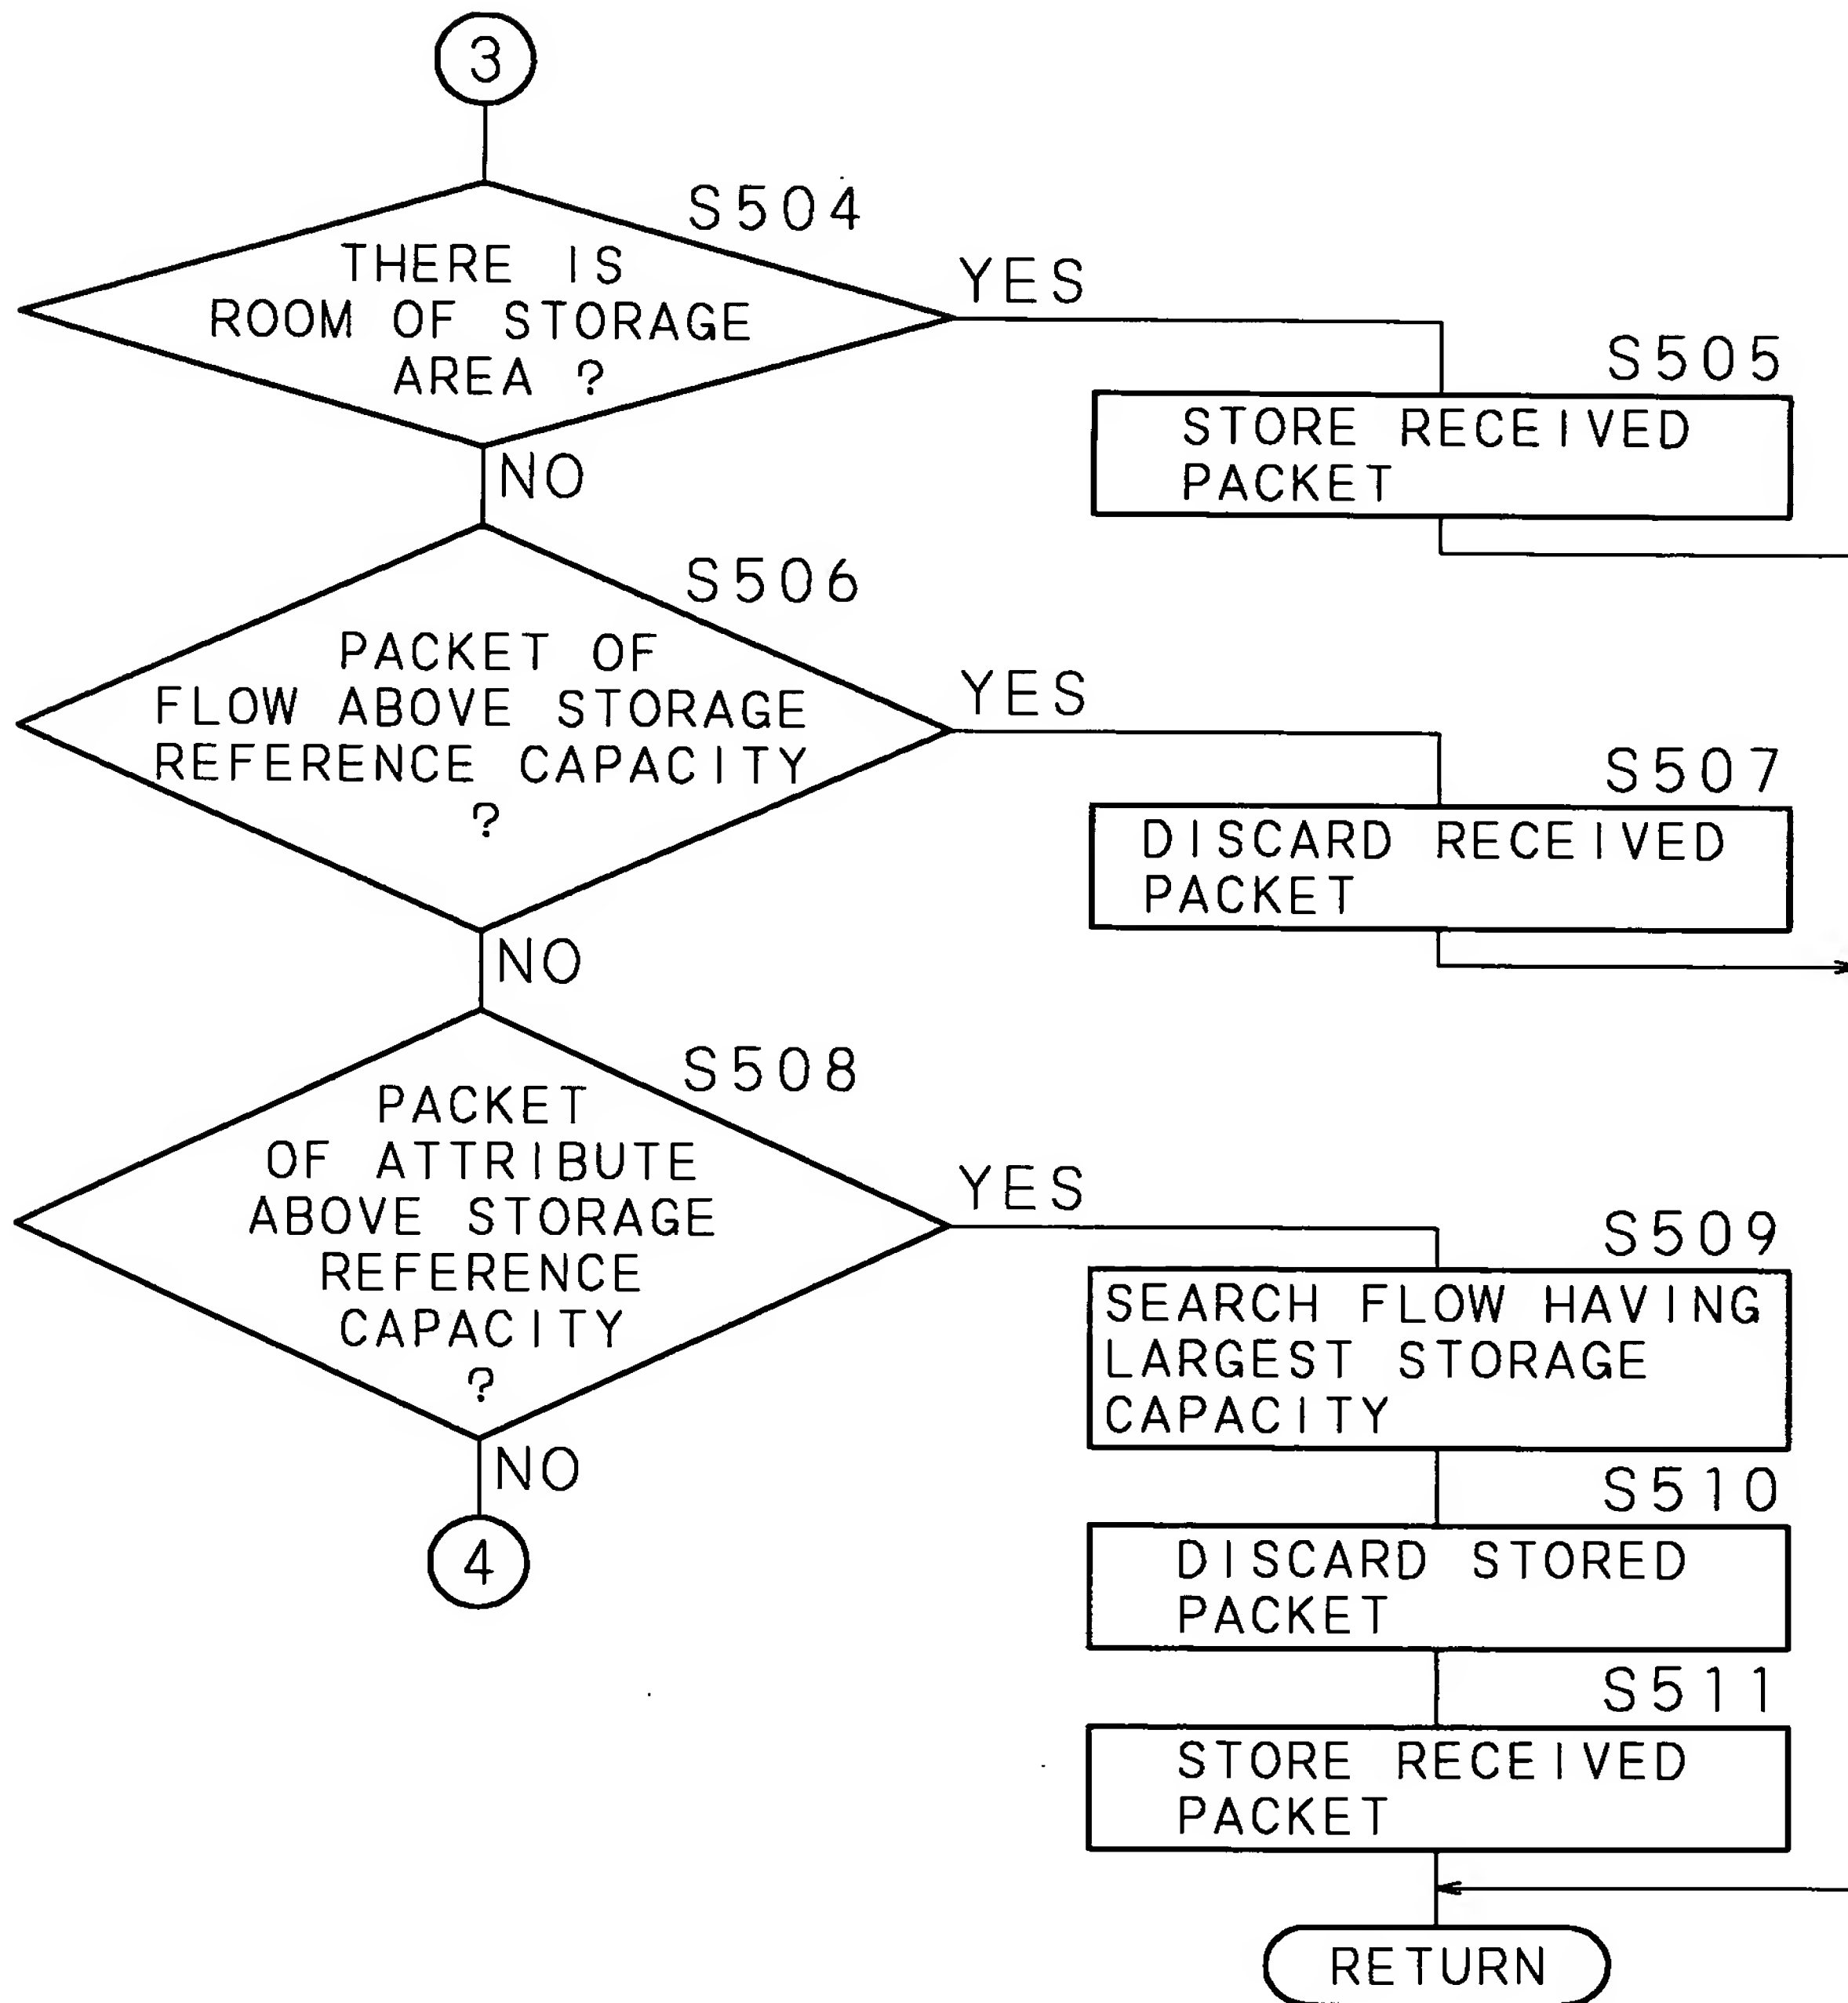 3
S504
THERE IS
ROOM OF STORAGE
AREA ?
YES
S505
STORE RECEIVED
PACKET
NO
S506
PACKET OF
FLOW ABOVE STORAGE
REFERENCE CAPACITY
?
YES
S507
DISCARD RECEIVED
PACKET
NO
S508
PACKET
OF ATTRIBUTE
ABOVE STORAGE
REFERENCE
CAPACITY
?
YES
S509
SEARCH FLOW HAVING
LARGEST STORAGE
CAPACITY
NO
4
S510
DISCARD STORED
PACKET
S511
STORE RECEIVED
PACKET
RETURN